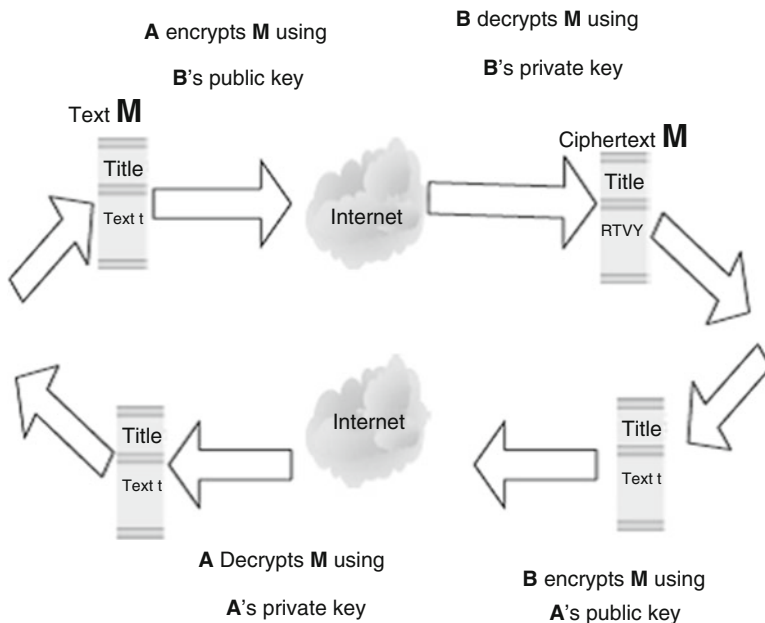 A encrypts M using
B's public key
B decrypts M using
B's private key
Text M
Title
Text t
Internet
Ciphertext M
Title
RTVY
Title
Text t
Internet
Title
Text t
A Decrypts M using
A's private key
B encrypts M using
A's public key